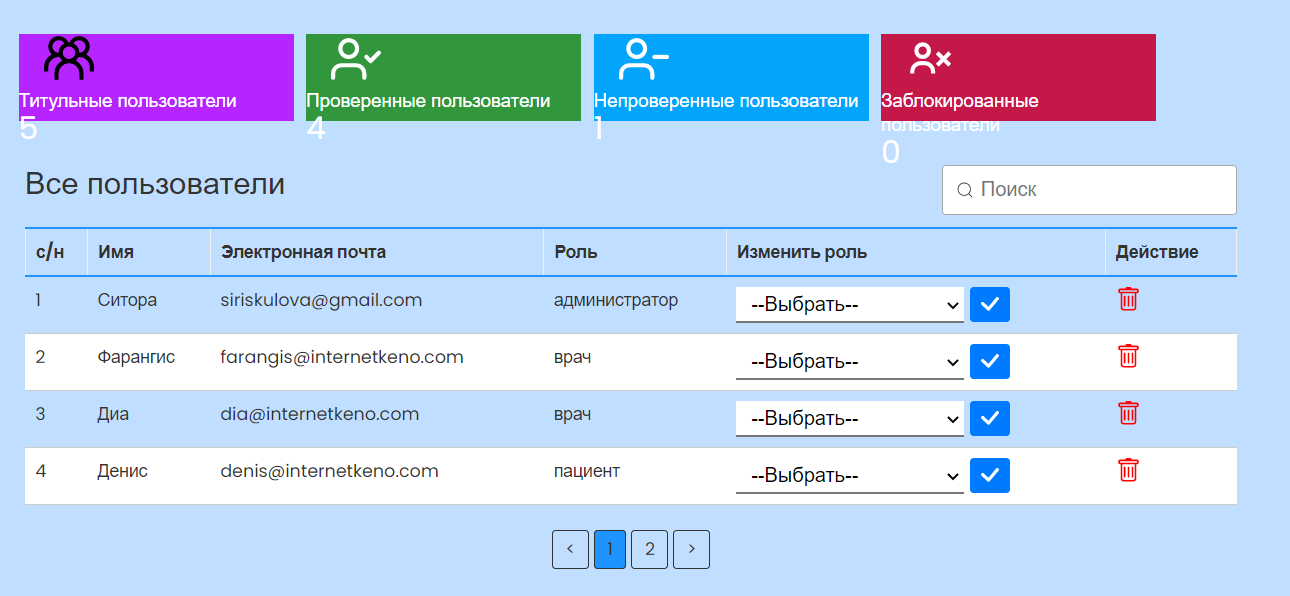 Титульные пользователи
5
Проверенные пользователи
4
Непроверенные пользователи
1
Заблокированные
пользователи
0
Все пользователи
Поиск
с/н Имя Электронная почта Роль Изменить роль Действие
1 Ситора siriskulova@gmail.com администратор --Выбрать--
2 Фарангис farangis@internetkeno.com врач --Выбрать--
3 Диа dia@internetkeno.com врач --Выбрать--
4 Денис denis@internetkeno.com пациент --Выбрать--
< 1 2 >